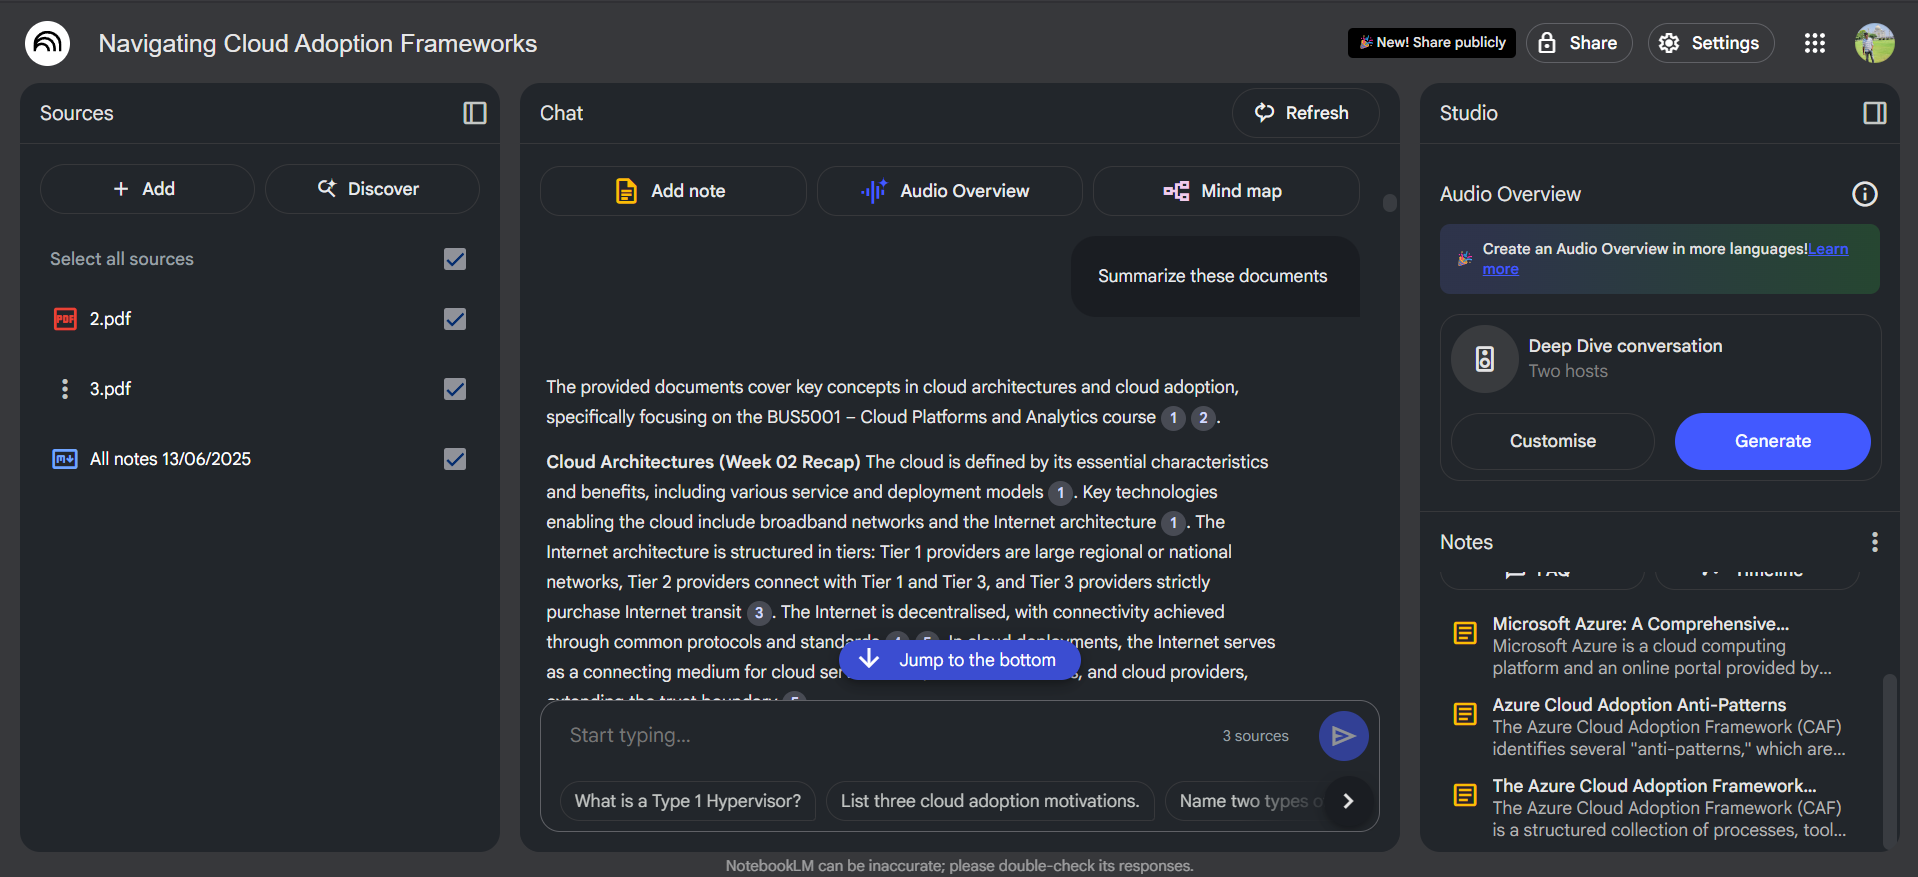 Navigating Cloud Adoption Frameworks
New! Share publicly
Share
Settings
Sources
Add
Discover
Select all sources
PDF
2.pdf
3.pdf
All notes 13/06/2025
Chat
Refresh
Add note
Audio Overview
Mind map
Summarize these documents
The provided documents cover key concepts in cloud architectures and cloud adoption,
specifically focusing on the BUS5001 – Cloud Platforms and Analytics course 1 2.
Cloud Architectures (Week 02 Recap) The cloud is defined by its essential characteristics
and benefits, including various service and deployment models 1. Key technologies
enabling the cloud include broadband networks and the Internet architecture 1. The
Internet architecture is structured in tiers: Tier 1 providers are large regional or national
networks, Tier 2 providers connect with Tier 1 and Tier 3, and Tier 3 providers strictly
purchase Internet transit 3. The Internet is decentralised, with connectivity achieved
through common protocols and standards 4 5. In cloud deployments, the Internet serves
as a connecting medium for cloud ser
, and cloud providers,
extending the trust boundary 5
Jump to the bottom
Start typing...
3 sources
What is a Type 1 Hypervisor?
List three cloud adoption motivations.
Name two types o
NotebookLM can be inaccurate; please double-check its responses.
Studio
Audio Overview
Create an Audio Overview in more languages!Learn
more
Deep Dive conversation
Two hosts
Customise
Generate
Notes
FAQ
Timeline
Microsoft Azure: A Comprehensive...
Microsoft Azure is a cloud computing
platform and an online portal provided by...
Azure Cloud Adoption Anti-Patterns
The Azure Cloud Adoption Framework (CAF)
identifies several "anti-patterns," which are...
The Azure Cloud Adoption Framework...
The Azure Cloud Adoption Framework (CAF)
is a structured collection of processes, tool...